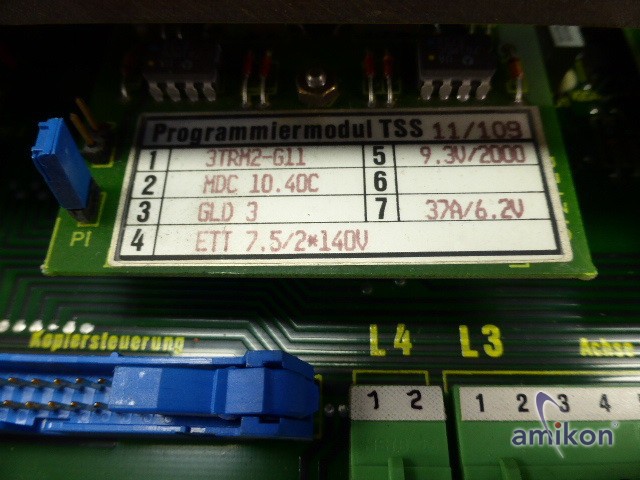 Programmiermodul TSS 11/109
1 3TRM2-G11 5 9.3V/2000
2 MDC 10.40C 6
3 GLD 3 7 37A/6.2V
4 ETT 7.5/2*140V
PI
Kopiersteuerung L4 L3 Achse
1 2 1 2 3 4
amikon®